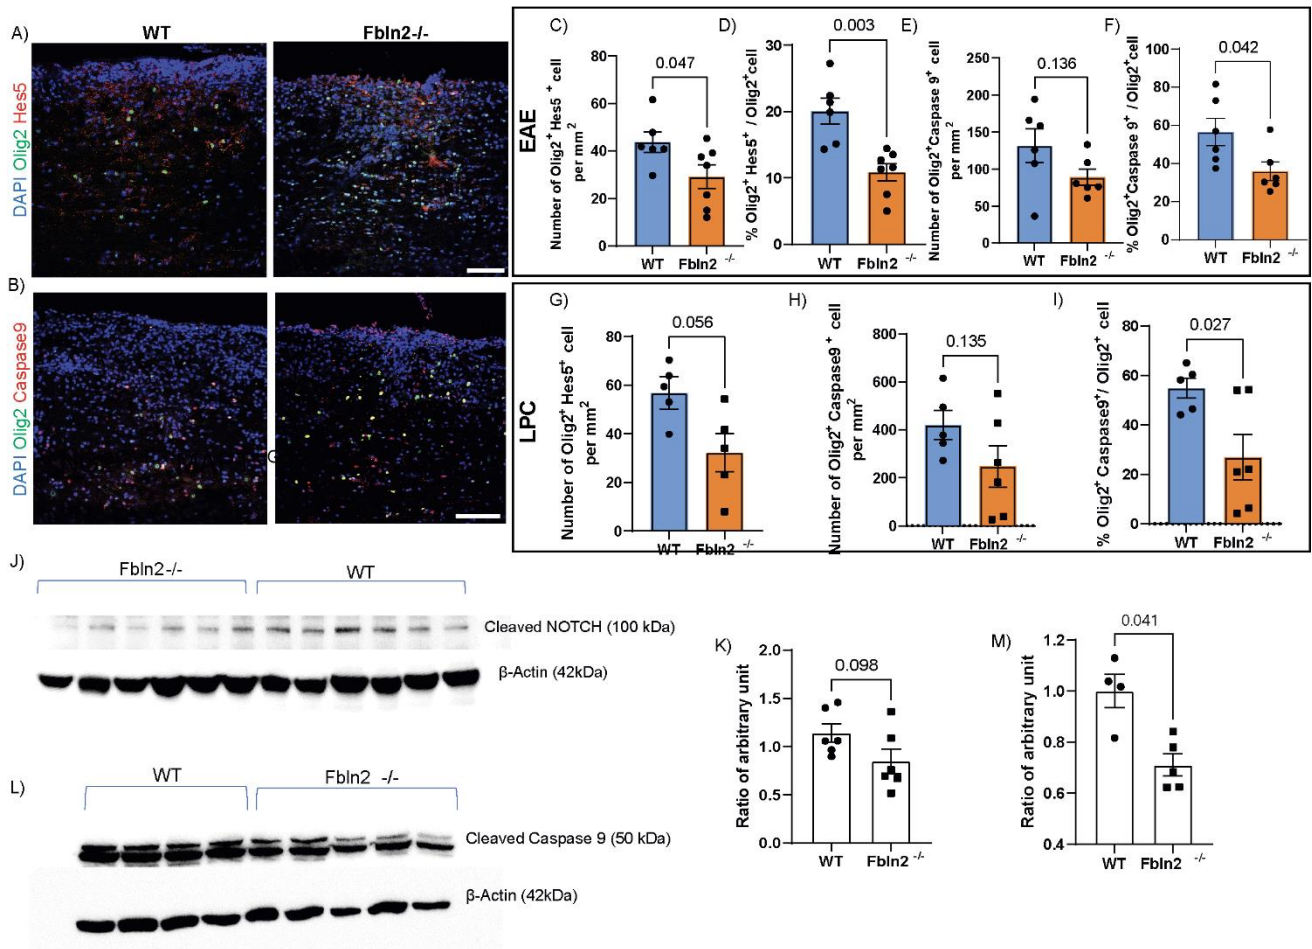 A)
WT
Fbln2-/-
DAPI Olig2 Hes5
B)
DAPI Olig2 Caspase9
G
EAE
C)
Number of Olig2+ Hes5 + cell
per mm2
0
20
40
60
80
0.047
WT
Fbln2 -/-
D)
% Olig2+ Hes5+ / Olig2+cell
0
10
20
30
0.003
WT
Fbln2 -/-
E)
Number of Olig2+Caspase 9+ cell
per mm2
0
50
100
150
200
250
0.136
WT
Fbln2 -/-
F)
% Olig2+Caspase 9+ / Olig2+cell
0
20
40
60
80
100
0.042
WT
Fbln2 -/-
LPC
G)
Number of Olig2+ Hes5+ cell
per mm2
0
20
40
60
80
0.056
WT
Fbln2 -/-
H)
Number of Olig2+ Caspase9 + cell
per mm2
0
200
400
600
800
0.135
WT
Fbln2 -/-
I)
% Olig2+ Caspase9+/ Olig2+
0
20
40
60
80
0.027
WT
Fbln2 -/-
J)
Fbln2-/-
WT
Cleaved NOTCH (100 kDa)
β-Actin (42kDa)
K)
Ratio of arbitrary unit
0.0
0.5
1.0
1.5
2.0
0.098
WT
Fbln2 -/-
L)
WT
Fbln2 -/-
Cleaved Caspase 9 (50 kDa)
β-Actin (42kDa)
M)
Ratio of arbitrary unit
0.4
0.6
0.8
1.0
1.2
0.041
WT
Fbln2 -/-